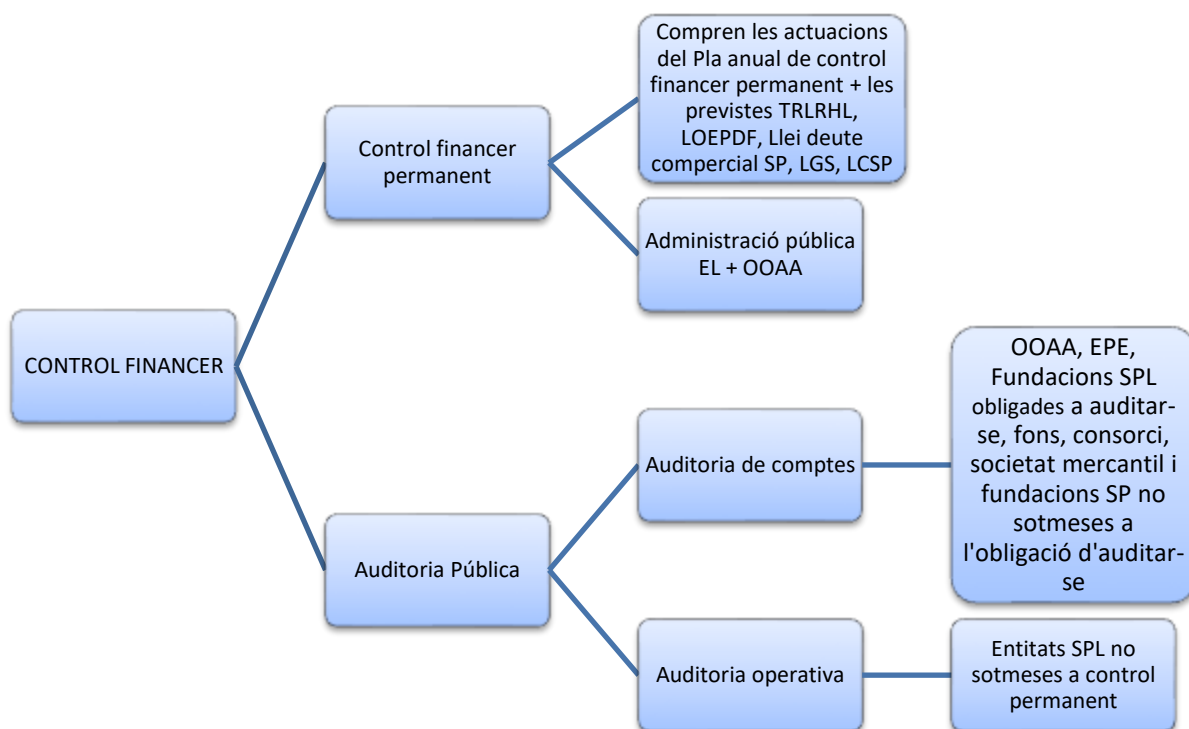 Compren les actuacions
del Pla anual de control
financer permanent + les
previstes TRLRHL,
LOEPDF, Llei deute
compercial SP, LGS, LCSP
Control financer
permanent
Administració pública
EL + OOAA
CONTROL FINANCER
OOAA, EPE,
Fundacions SPL
obligades a auditar-
se, fons, consorci,
societat mercantil i
fundacions SP no
sotmeses a
l'obligació d'auditar-
se
Auditoria de comptes
Auditoria Pública
Auditoria operativa
Entitats SPL no
sotmeses a control
permanent